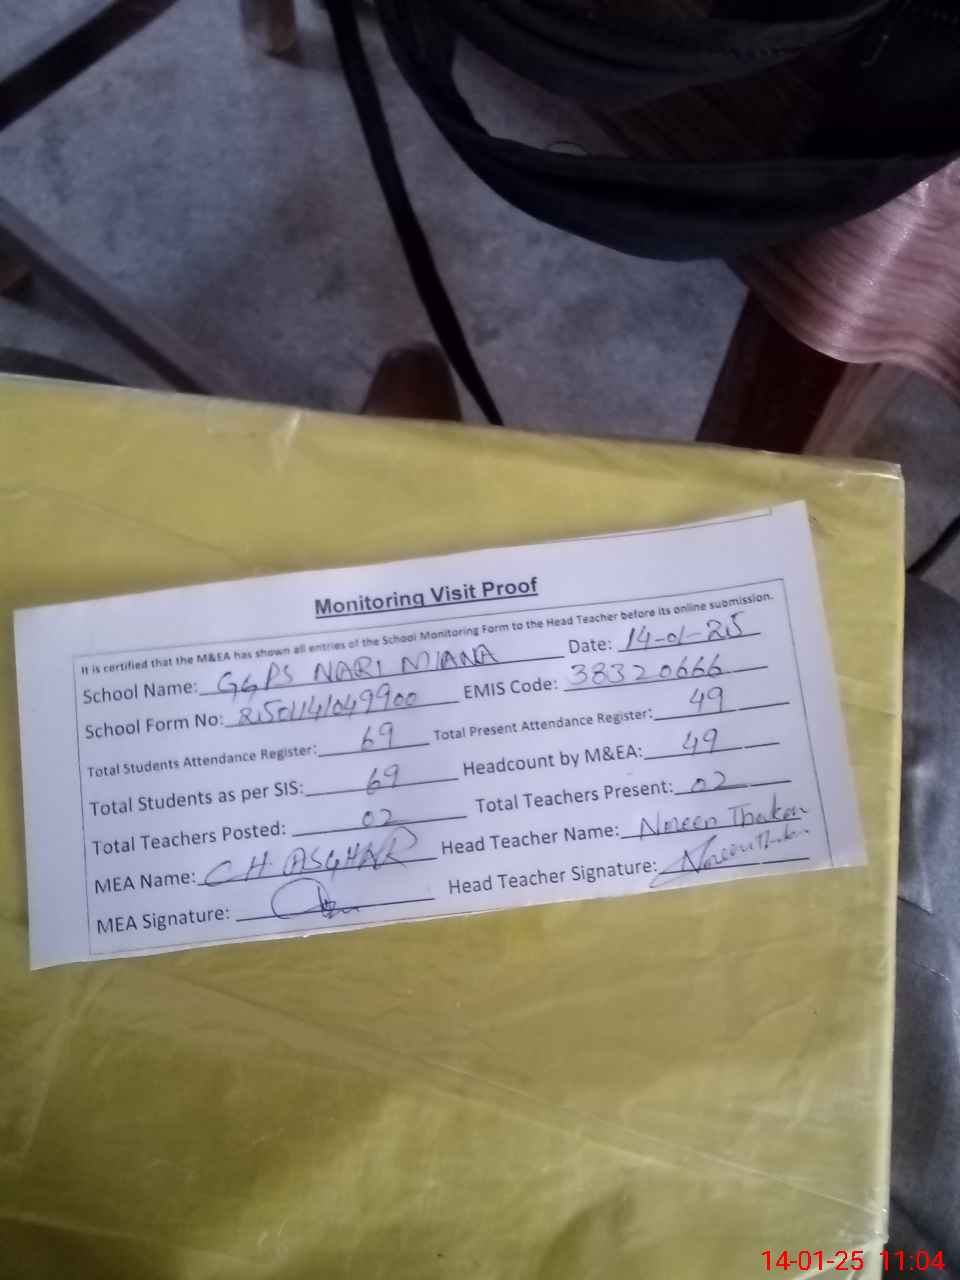 Monitoring Visit Proof
It is certified that the M&EA has shown all entries of the School Monitoring Form to the Head Teacher before its online submission.
School Name: GGPS NARI MIANA Date: 14-01-25
School Form No: 81501141049900 EMIS Code: 38320666
Total Students Attendance Register: 69 Total Present Attendance Register: 49
Total Students as per SIS: 69 Headcount by M&EA: 49
Total Teachers Posted: 02 Total Teachers Present: 02
MEA Name: CH. ASGHAR Head Teacher Name: Noreen
MEA Signature: Head Teacher Signature:
14-01-25 11:04